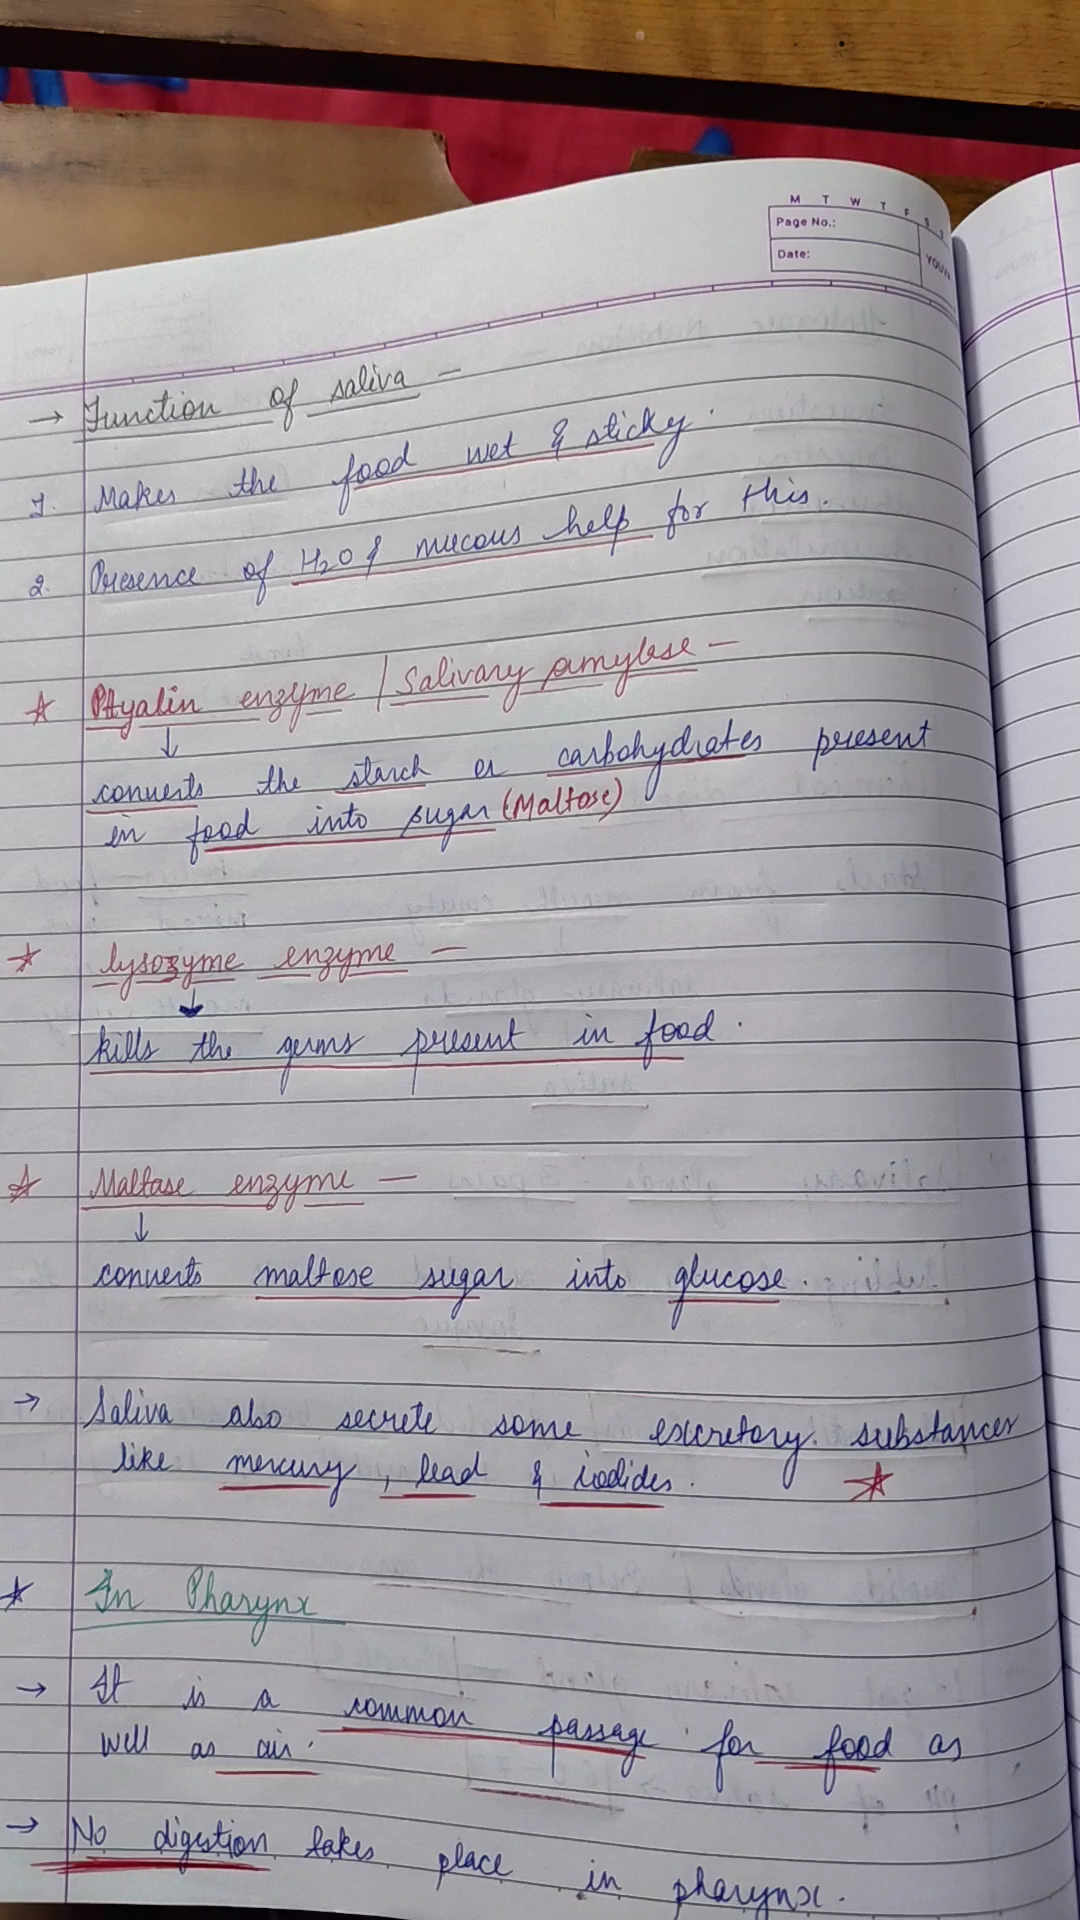 M T W T F S S
Page No.:
Date:
YOUVA
→ Function of saliva -
1. Makes the food wet & sticky.
2. Presence of H₂O & mucous help for this.
☆ Ptyalin enzyme / Salivary amylase -
↓
converts the starch or carbohydrates present
in food into sugar (Maltose)
☆ lysozyme enzyme -
↓
kills the germs present in food.
☆ Maltase enzyme -
↓
converts maltose sugar into glucose.
→ Saliva also secrete some excretory substances
like mercury, lead & iodides. ☆
☆ In Pharynx
→ It is a common passage for food as
well as air.
→ No digestion takes place in pharynx.